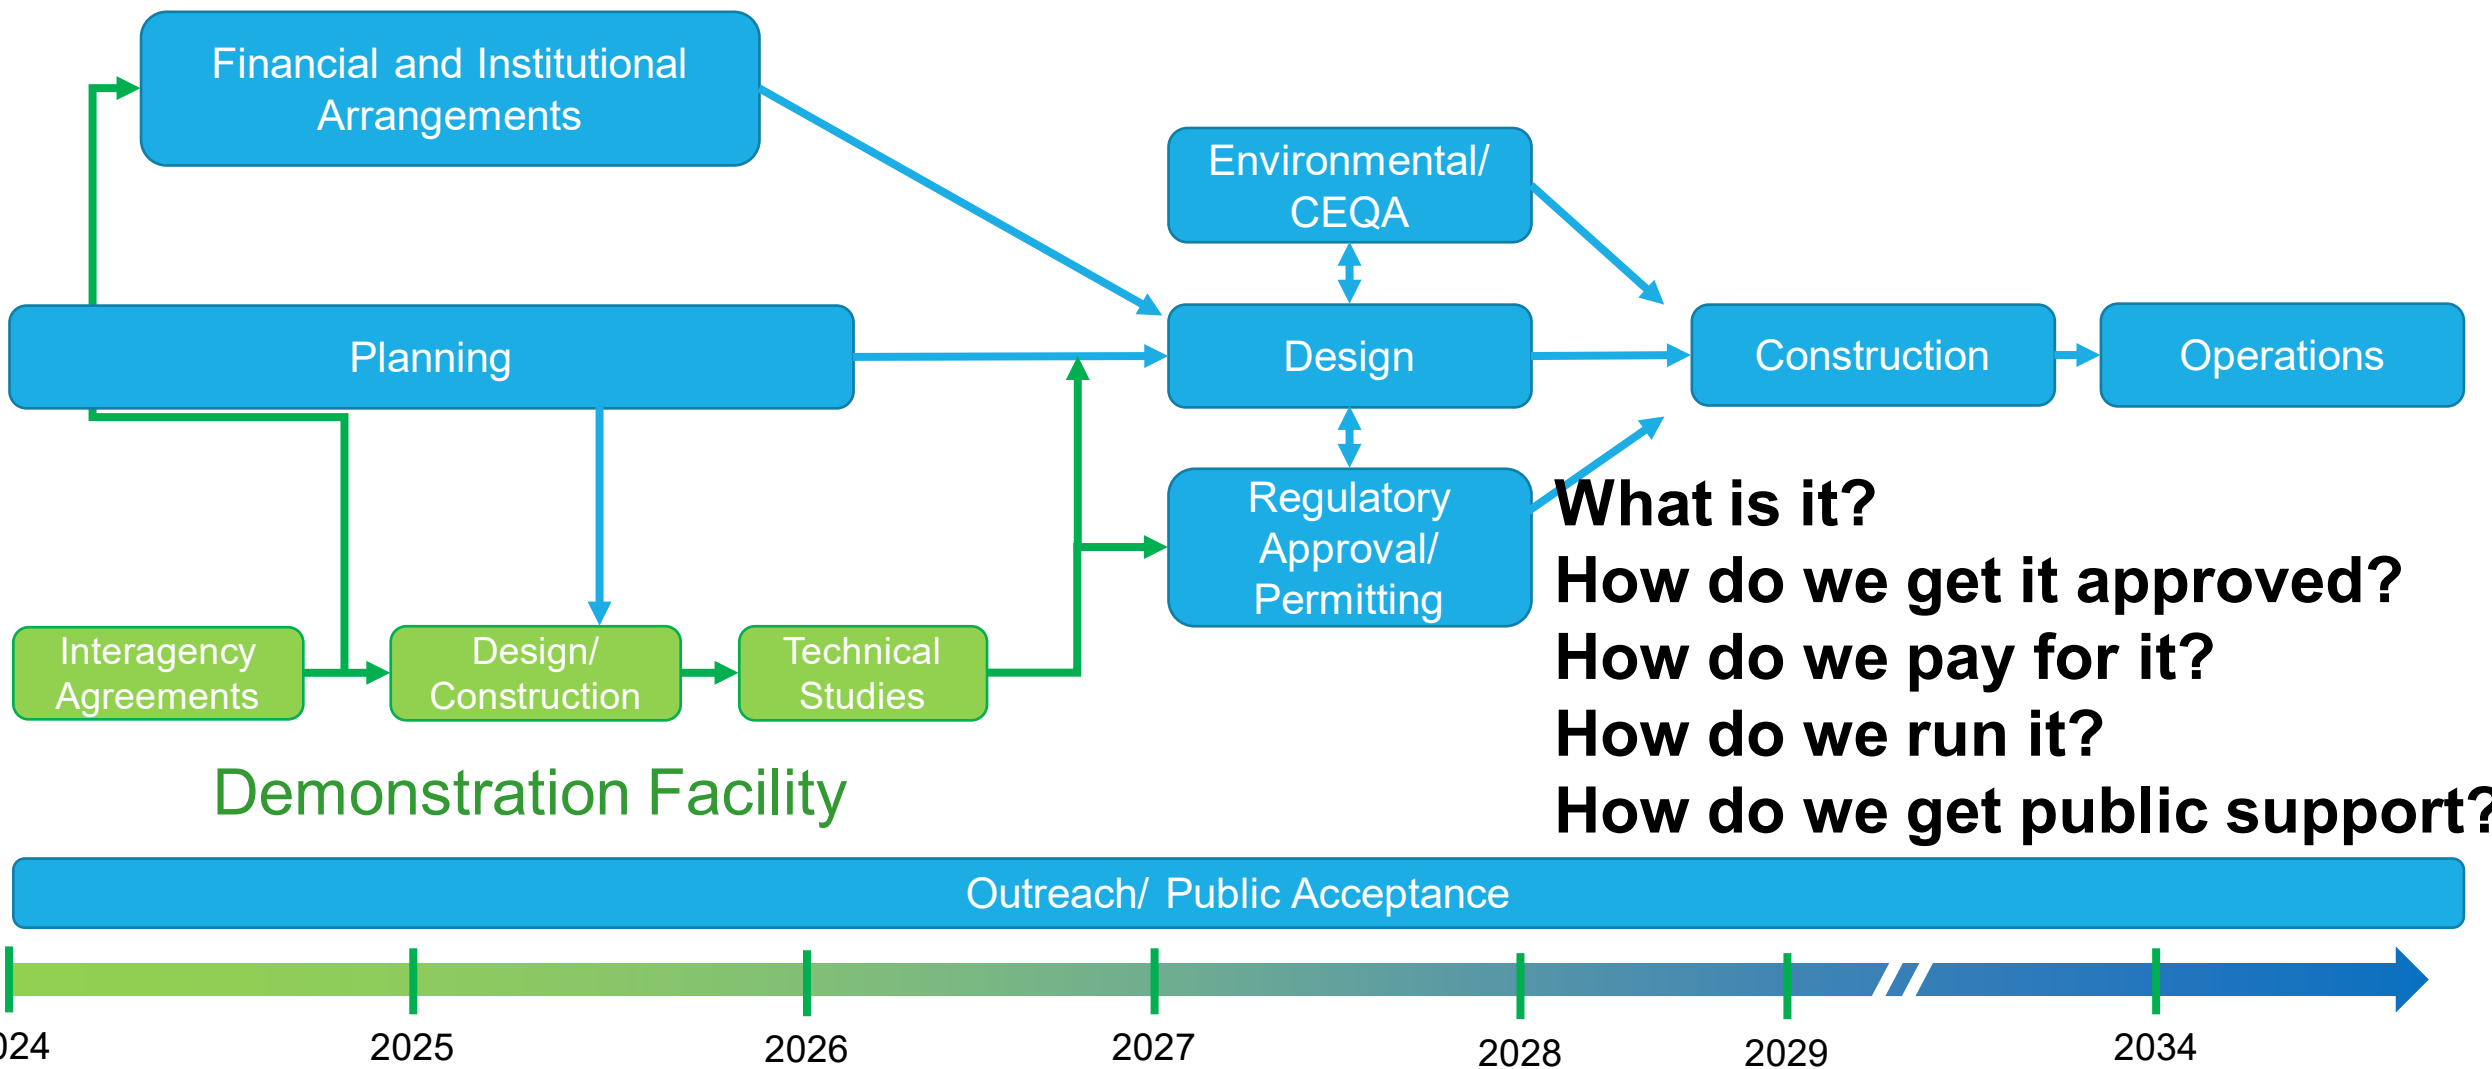 Financial and Institutional
Arrangements
Environmental/
CEQA
Planning
Design
Construction
Operations
Regulatory
Approval/
Permitting
What is it?
How do we get it approved?
How do we pay for it?
How do we run it?
How do we get public support?
Interagency
Agreements
Design/
Construction
Technical
Studies
Demonstration Facility
Outreach/ Public Acceptance
024
2025
2026
2027
2028
2029
2034